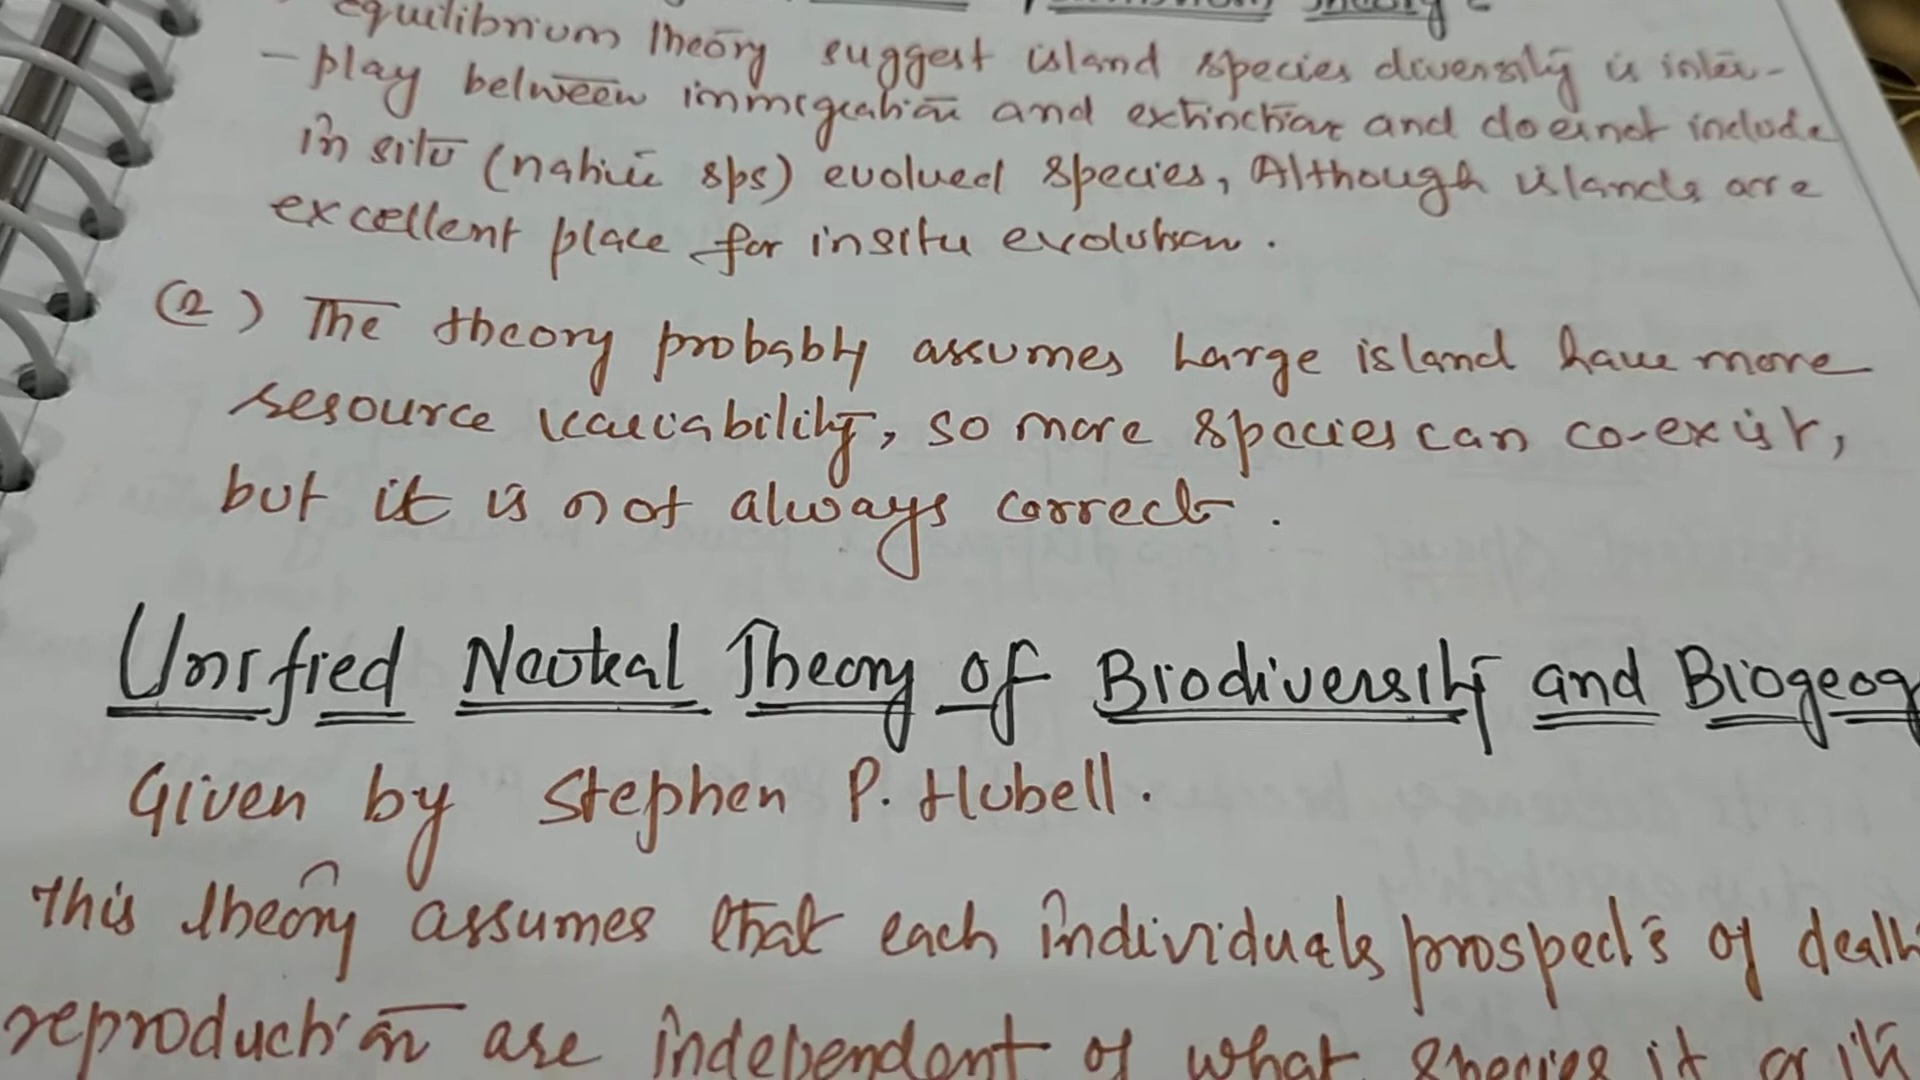 Theory :
equilibrium theory suggest island species diversity is inter-
-play between immigration and extinction and doesnot include
in situ (native sps) evolved species, Although islands are
excellent place for insitu evolution.
(2) The theory probably assumes Large island have more
resource variability, so more species can co-exist,
but it is not always correct.
Unified Neutral Theory of Biodiversity and Biogeog
Given by Stephen P. Hubell.
This theory assumes that each individuals prospect's of death
reproduction are independent of what species it